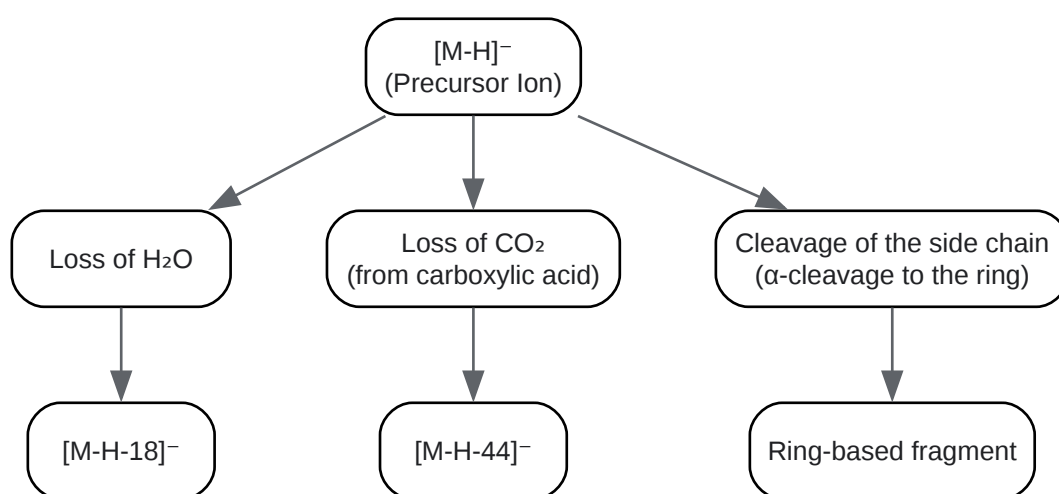 [M-H]⁻
(Precursor Ion)
Loss of H₂O
Loss of CO₂
(from carboxylic acid)
Cleavage of the side chain
(α-cleavage to the ring)
[M-H-18]⁻
[M-H-44]⁻
Ring-based fragment